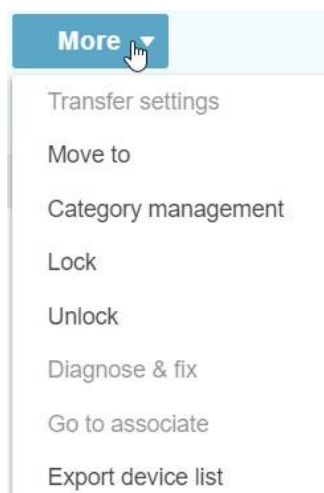 More
Transfer settings
Move to
Category management
Lock
Unlock
Diagnose & fix
Go to associate
Export device list